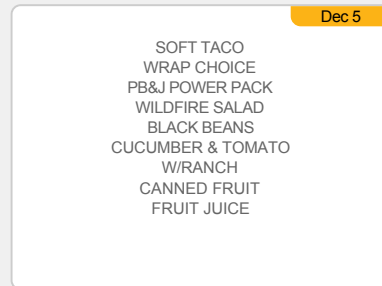 Dec 5
SOFT TACO
WRAP CHOICE
PB&J POWER PACK
WILDFIRE SALAD
BLACK BEANS
CUCUMBER & TOMATO
W/RANCH
CANNED FRUIT
FRUIT JUICE